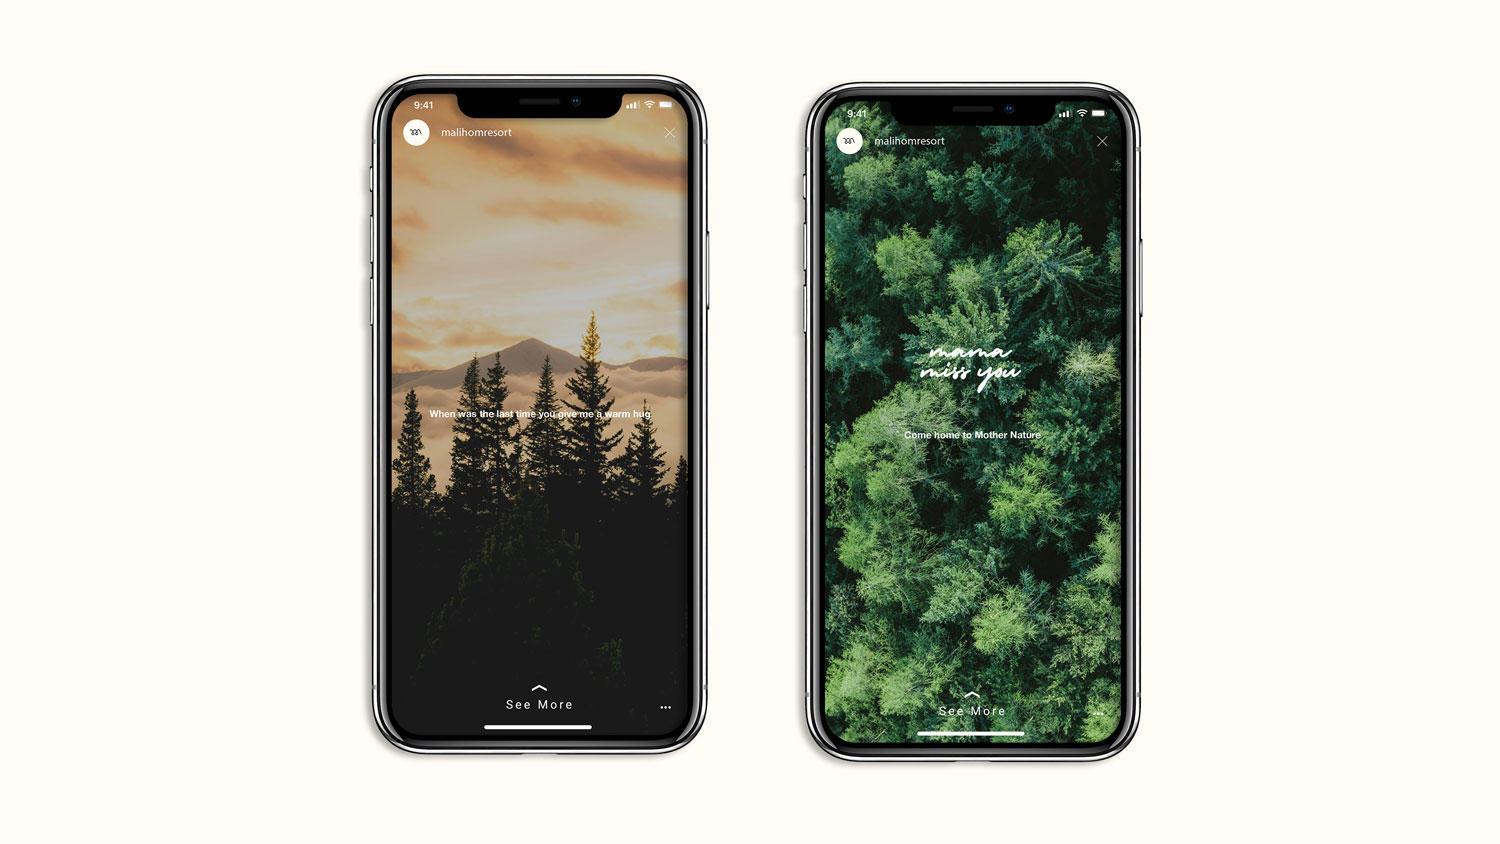 9:41
malihomresort
When was the last time you give me a warm hug
See More
9:41
malihomresort
mama
miss you
Come home to Mother Nature
See More